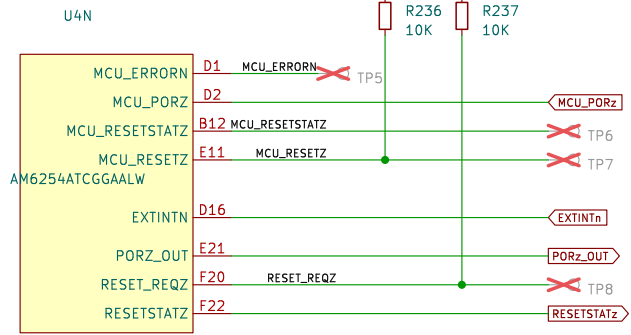 U4N
R236
10K
R237
10K
MCU_ERRORN D1 MCU_ERRORN TP5
MCU_PORZ D2 MCU_PORz
MCU_RESETSTATZ B12 MCU_RESETSTATZ TP6
MCU_RESETZ E11 MCU_RESETZ TP7
AM6254ATCGGAALW
EXTINTN D16 EXTINTn
PORZ_OUT E21 PORz_OUT
RESET_REQZ F20 RESET_REQZ TP8
RESETSTATZ F22 RESETSTATz